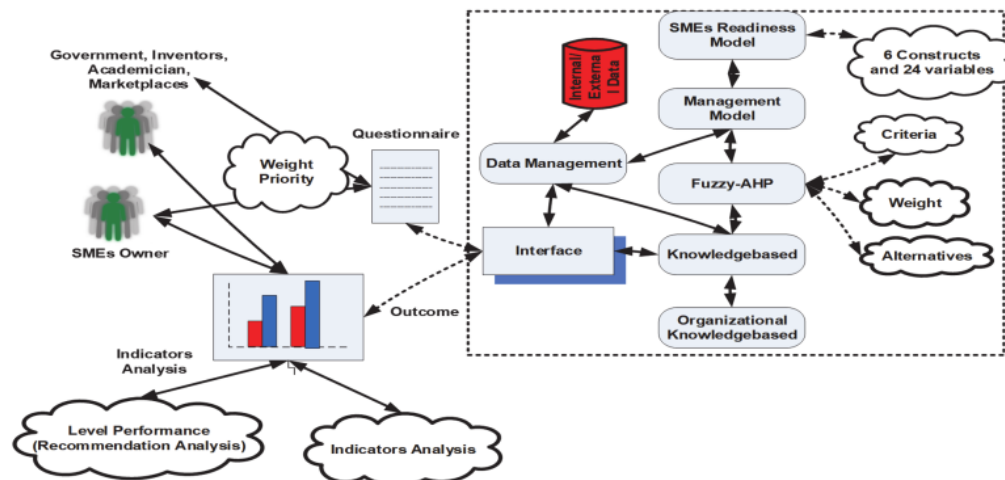 Government, Inventors,
Academician,
Marketplaces
SMEs Owner
Weight
Priority
Questionnaire
Outcome
Indicators
Analysis
Level Performance
(Recommendation Analysis)
Indicators Analysis
Internal/
Externa
l Data
Data Management
Interface
SMEs Readiness
Model
Management
Model
Fuzzy-AHP
Knowledgebased
Organizational
Knowledgebased
6 Constructs
and 24 variables
Criteria
Weight
Alternatives